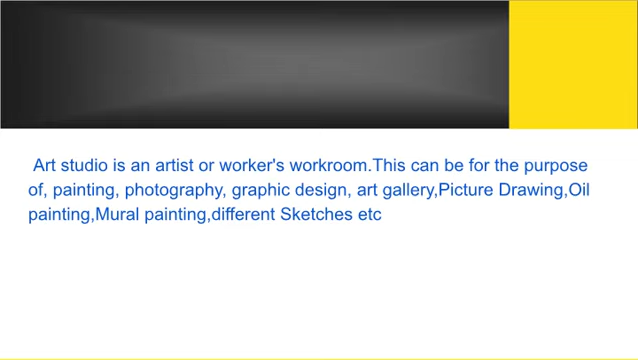 Art studio is an artist or worker's workroom.This can be for the purpose
of, painting, photography, graphic design, art gallery,Picture Drawing,Oil
painting,Mural painting,different Sketches etc